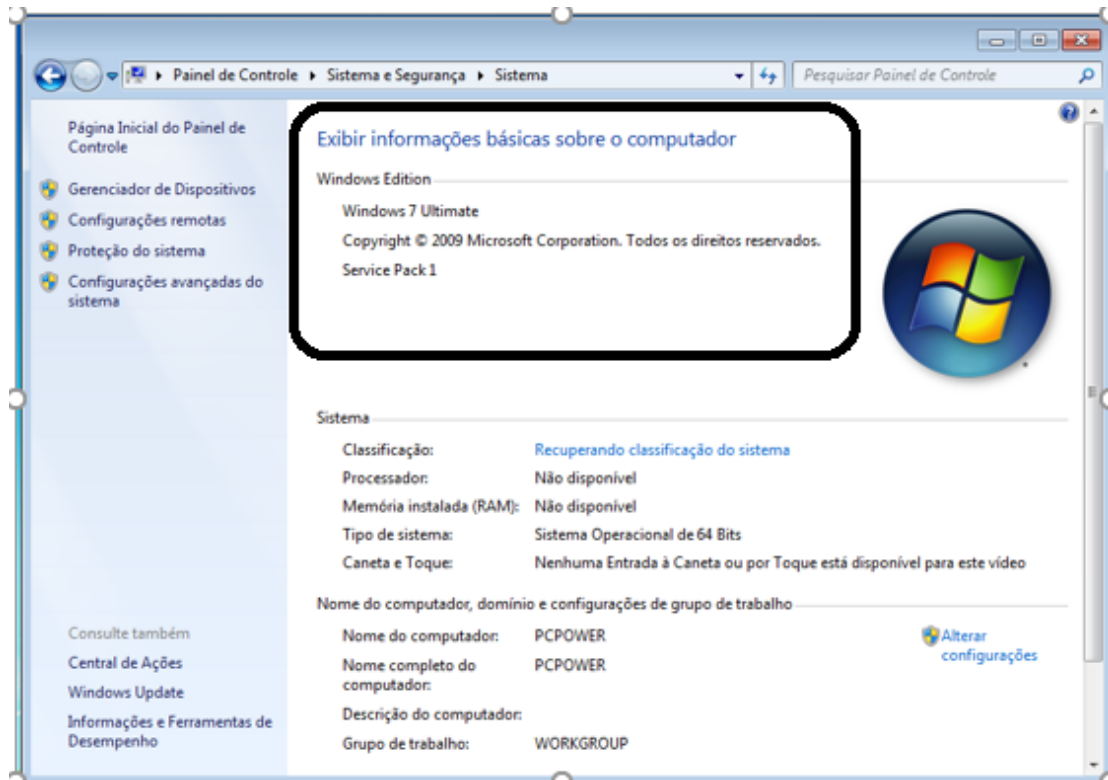 Painel de Controle ▸ Sistema e Segurança ▸ Sistema
Pesquisar Painel de Controle
Página Inicial do Painel de
Controle
Gerenciador de Dispositivos
Configurações remotas
Proteção do sistema
Configurações avançadas do
sistema
Consulte também
Central de Ações
Windows Update
Informações e Ferramentas de
Desempenho
Exibir informações básicas sobre o computador
Windows Edition
Windows 7 Ultimate
Copyright © 2009 Microsoft Corporation. Todos os direitos reservados.
Service Pack 1
Sistema
Classificação: Recuperando classificação do sistema
Processador: Não disponível
Memória instalada (RAM): Não disponível
Tipo de sistema: Sistema Operacional de 64 Bits
Caneta e Toque: Nenhuma Entrada à Caneta ou por Toque está disponível para este vídeo
Nome do computador, domínio e configurações de grupo de trabalho
Nome do computador: PCPOWER
Nome completo do PCPOWER
computador:
Descrição do computador:
Grupo de trabalho: WORKGROUP
Alterar
configurações